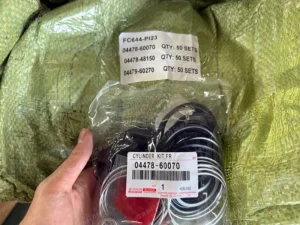 FC644-PI23
04478-60070 QTY: 50 SETS
04478-48150 QTY: 50 SETS
04479-60270 QTY: 50 SETS
CYLINDER KIT,FR
04478-60070
1